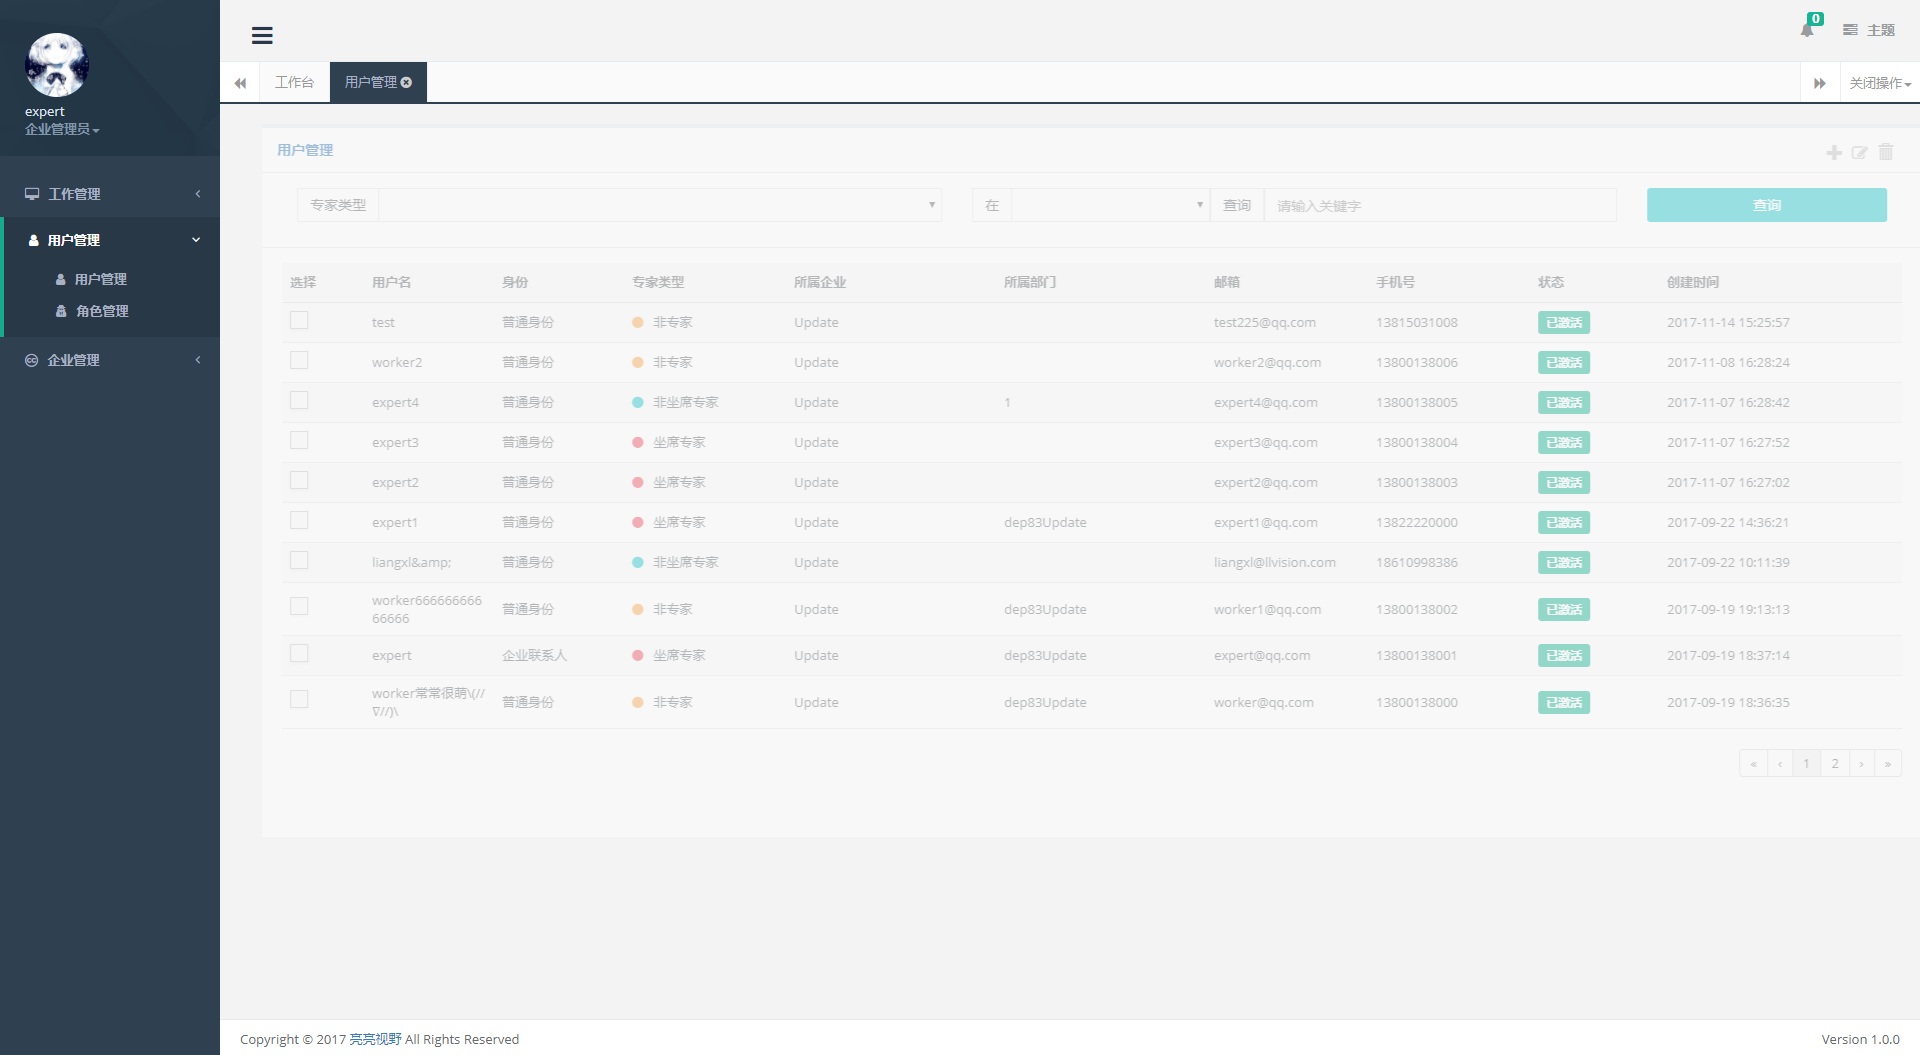 expert
企业管理员
工作管理
用户管理
用户管理
角色管理
企业管理
0
主题
工作台
用户管理
关闭操作
用户管理
专家类型
在
查询
请输入关键字
查询
选择 用户名 身份 专家类型 所属企业 所属部门 邮箱 手机号 状态 创建时间
test 普通身份 非专家 Update test225@qq.com 13815031008 已激活 2017-11-14 15:25:57
worker2 普通身份 非专家 Update worker2@qq.com 13800138006 已激活 2017-11-08 16:28:24
expert4 普通身份 非坐席专家 Update 1 expert4@qq.com 13800138005 已激活 2017-11-07 16:28:42
expert3 普通身份 坐席专家 Update expert3@qq.com 13800138004 已激活 2017-11-07 16:27:52
expert2 普通身份 坐席专家 Update expert2@qq.com 13800138003 已激活 2017-11-07 16:27:02
expert1 普通身份 坐席专家 Update dep83Update expert1@qq.com 13822220000 已激活 2017-09-22 14:36:21
liangxl&amp; 普通身份 非坐席专家 Update liangxl@llvision.com 18610998386 已激活 2017-09-22 10:11:39
worker666666666
66666 普通身份 非专家 Update dep83Update worker1@qq.com 13800138002 已激活 2017-09-19 19:13:13
expert 企业联系人 坐席专家 Update dep83Update expert@qq.com 13800138001 已激活 2017-09-19 18:37:14
worker常常很萌\(//
∇//)\ 普通身份 非专家 Update dep83Update worker@qq.com 13800138000 已激活 2017-09-19 18:36:35
« ‹ 1 2 › »
Copyright © 2017 亮亮视野 All Rights Reserved
Version 1.0.0